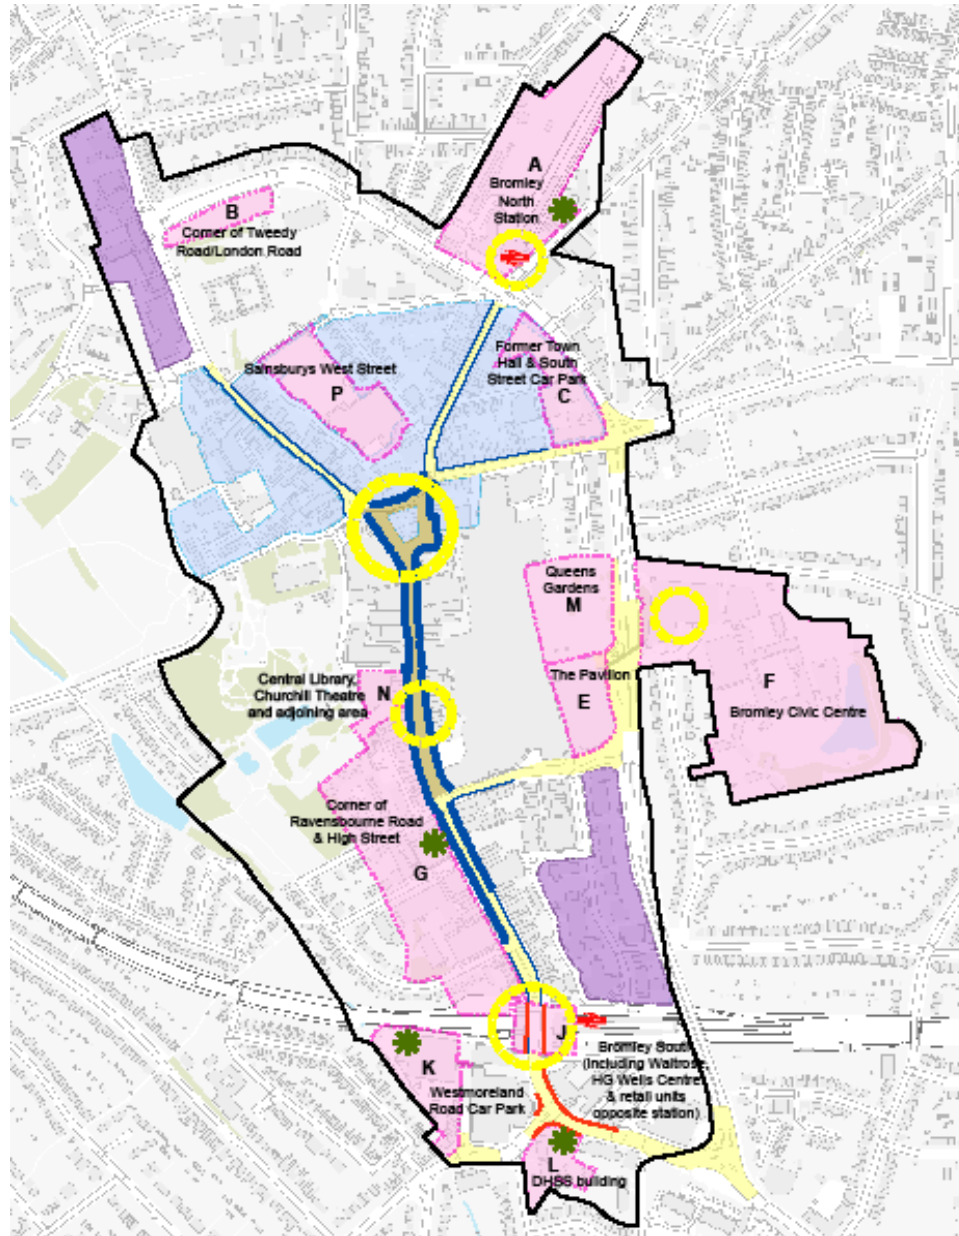 A
Bromley
North
Station
B
Corner of Tweedy
Road/London Road
Sainsburys West Street
P
Former Town
Hall & South
Street Car Park
C
Queens
Gardens
M
The Pavilion
E
F
Bromley Civic Centre
Central Library,
Churchill Theatre
and adjoining area
N
Corner of
Ravensbourne Road
& High Street
G
J
Bromley South
(including Waitrose
HG Wells Centre
& retail units
opposite station)
K
Westmoreland
Road Car Park
L
DHSS building